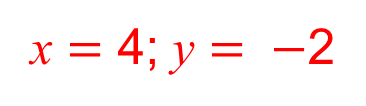 x = 4; y = −2